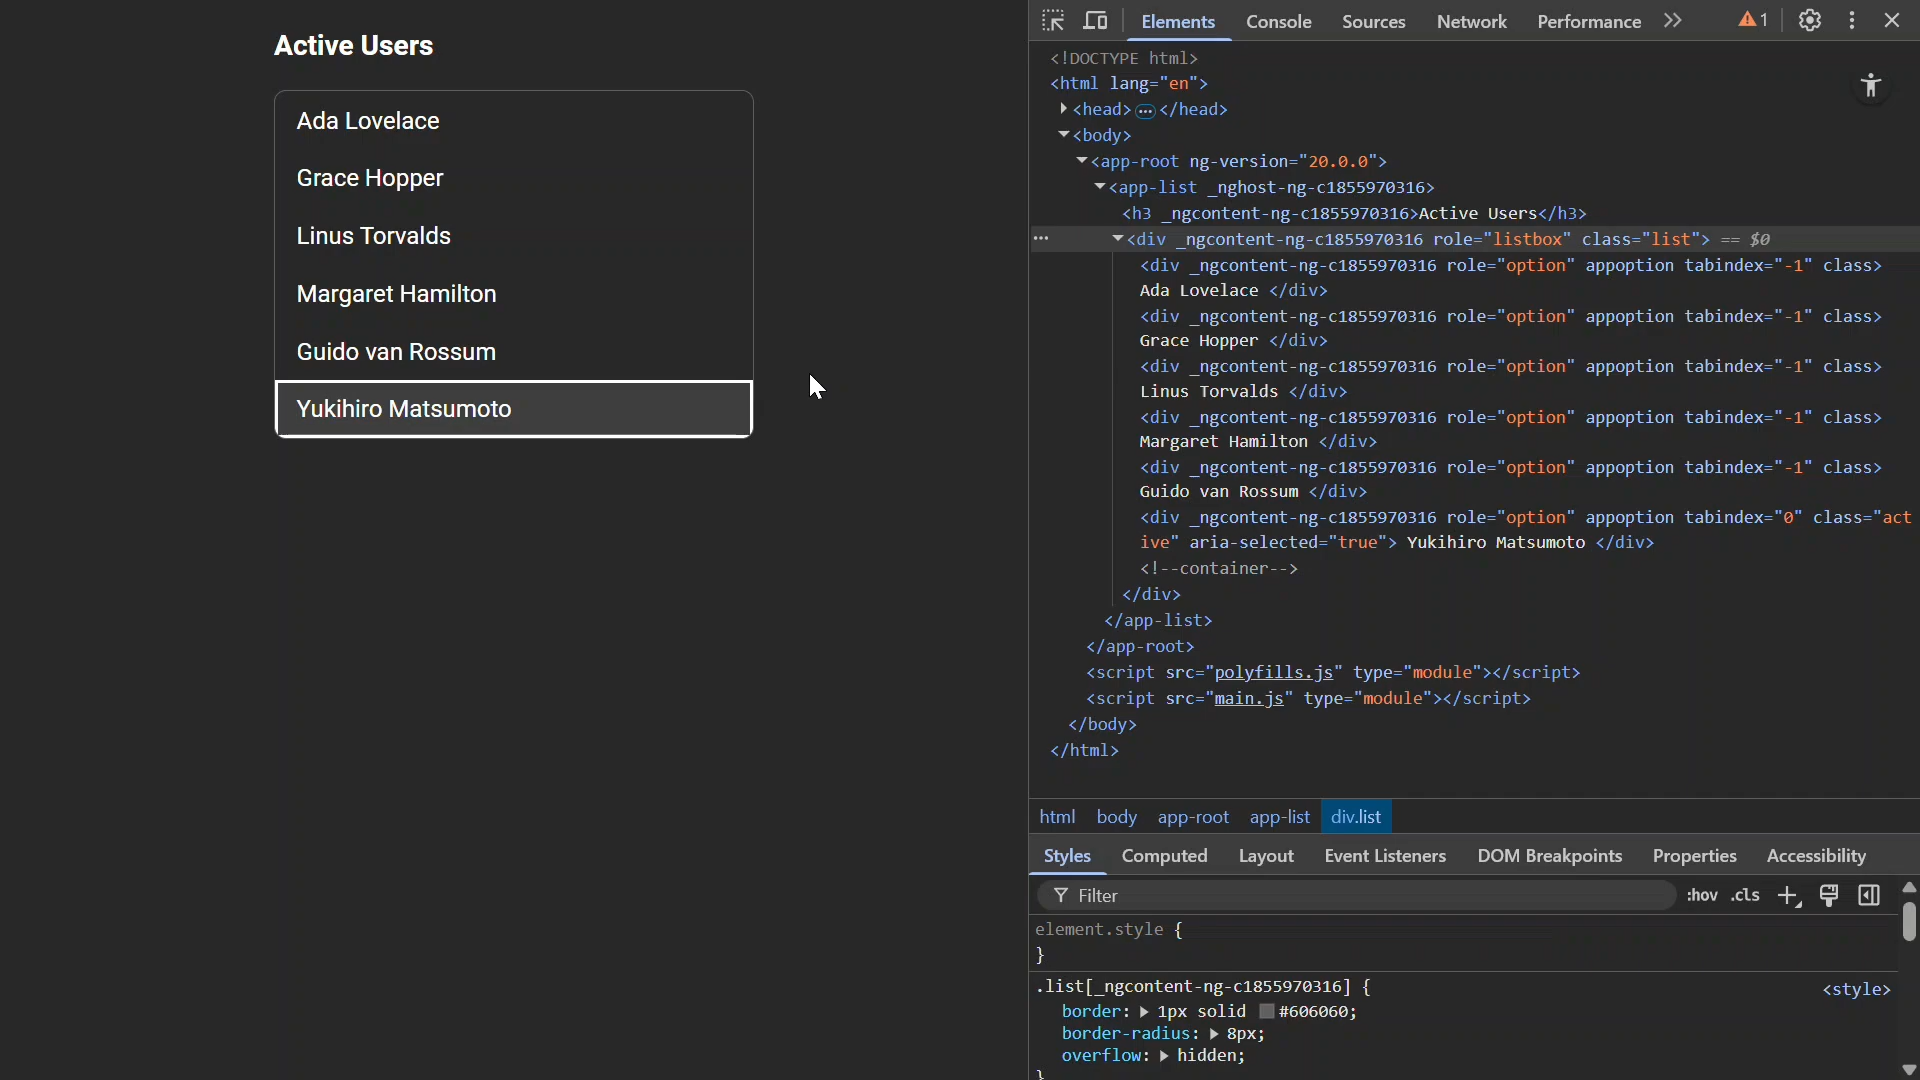 Active Users
Ada Lovelace
Grace Hopper
Linus Torvalds
Margaret Hamilton
Guido van Rossum
Yukihiro Matsumoto
Elements Console Sources Network Performance 1
<!DOCTYPE html>
<html lang="en">
<head> … </head>
<body>
<app-root ng-version="20.0.0">
<app-list _nghost-ng-c1855970316>
<h3 _ngcontent-ng-c1855970316>Active Users</h3>
<div _ngcontent-ng-c1855970316 role="listbox" class="list"> == $0
<div _ngcontent-ng-c1855970316 role="option" appoption tabindex="-1" class>
Ada Lovelace </div>
<div _ngcontent-ng-c1855970316 role="option" appoption tabindex="-1" class>
Grace Hopper </div>
<div _ngcontent-ng-c1855970316 role="option" appoption tabindex="-1" class>
Linus Torvalds </div>
<div _ngcontent-ng-c1855970316 role="option" appoption tabindex="-1" class>
Margaret Hamilton </div>
<div _ngcontent-ng-c1855970316 role="option" appoption tabindex="-1" class>
Guido van Rossum </div>
<div _ngcontent-ng-c1855970316 role="option" appoption tabindex="0" class="act
ive" aria-selected="true"> Yukihiro Matsumoto </div>
<!--container-->
</div>
</app-list>
</app-root>
<script src="polyfills.js" type="module"></script>
<script src="main.js" type="module"></script>
</body>
</html>
html body app-root app-list div.list
Styles Computed Layout Event Listeners DOM Breakpoints Properties Accessibility
Filter :hov .cls
element.style {
}
.list[_ngcontent-ng-c1855970316] { <style>
border: 1px solid #606060;
border-radius: 8px;
overflow: hidden;
}